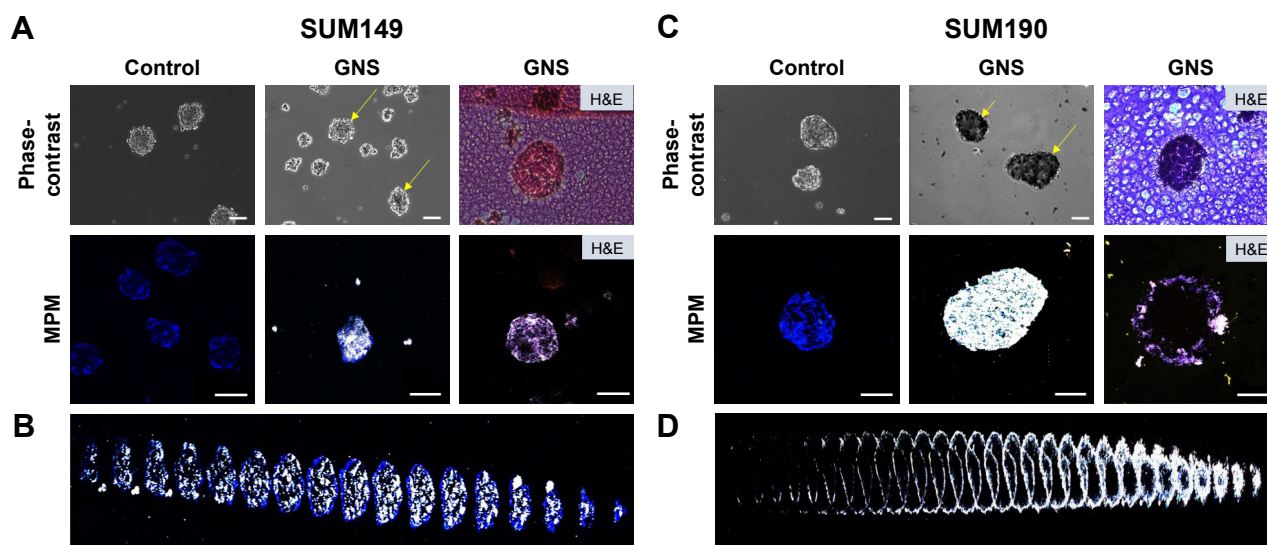 A
SUM149
Control
GNS
GNS
Phase-
contrast
H&E
MPM
H&E
B
C
SUM190
Control
GNS
GNS
Phase-
contrast
H&E
MPM
H&E
D